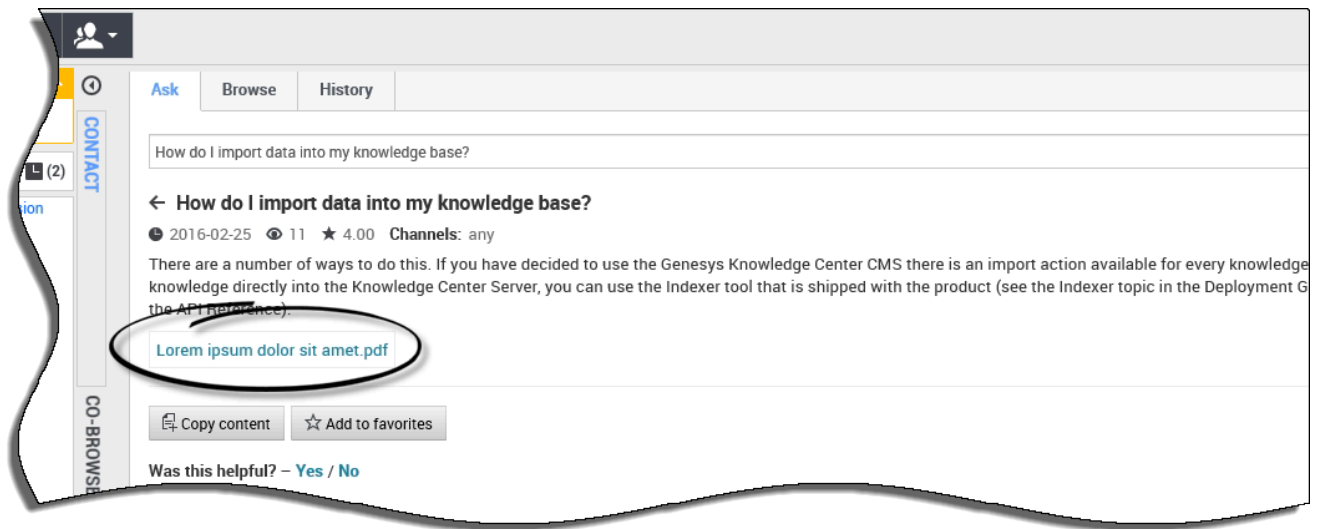 Ask Browse History
CONTACT
(2)
How do I import data into my knowledge base?
sion
← How do I import data into my knowledge base?
2016-02-25 11 ★ 4.00 Channels: any
There are a number of ways to do this. If you have decided to use the Genesys Knowledge Center CMS there is an import action available for every knowledge
knowledge directly into the Knowledge Center Server, you can use the Indexer tool that is shipped with the product (see the Indexer topic in the Deployment G
the API Reference).
Lorem ipsum dolor sit amet.pdf
CO-BROWSE
Copy content ☆ Add to favorites
Was this helpful? – Yes / No